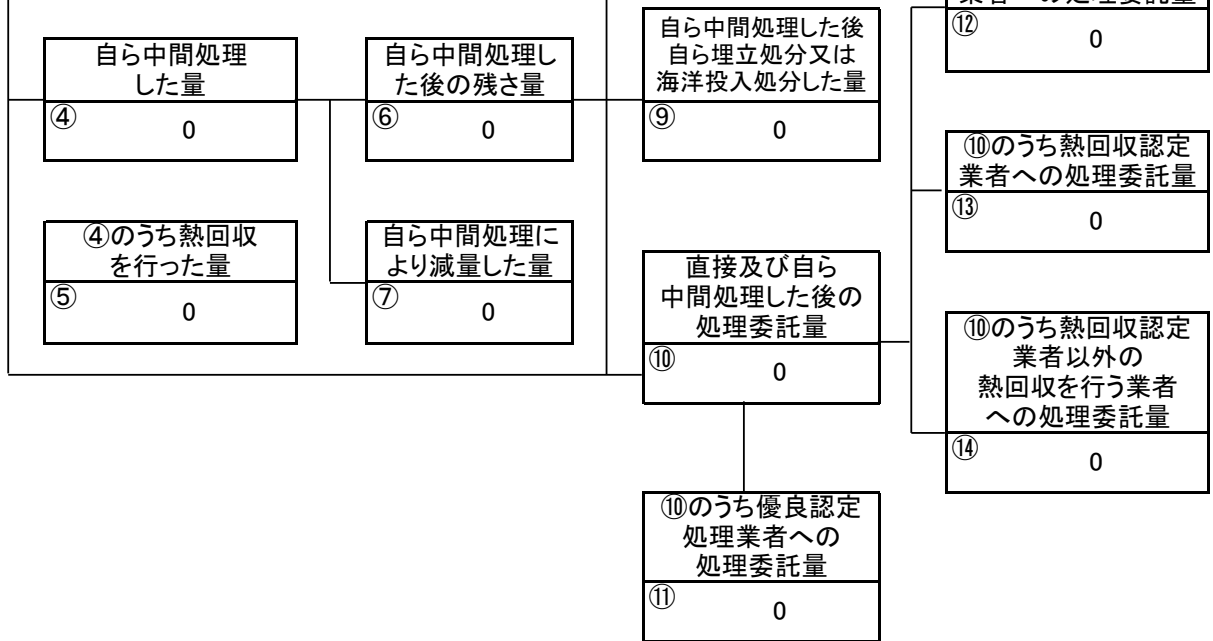 自ら中間処理
した量
④
0
自ら中間処理し
た後の残さ量
⑥
0
自ら中間処理した後
自ら埋立処分又は
海洋投入処分した量
⑨
0
業者への処理委託量
⑫
0
④のうち熱回収
を行った量
⑤
0
自ら中間処理に
より減量した量
⑦
0
直接及び自ら
中間処理した後の
処理委託量
⑩
0
⑩のうち熱回収認定
業者への処理委託量
⑬
0
⑩のうち熱回収認定
業者以外の
熱回収を行う業者
への処理委託量
⑭
0
⑩のうち優良認定
処理業者への
処理委託量
⑪
0